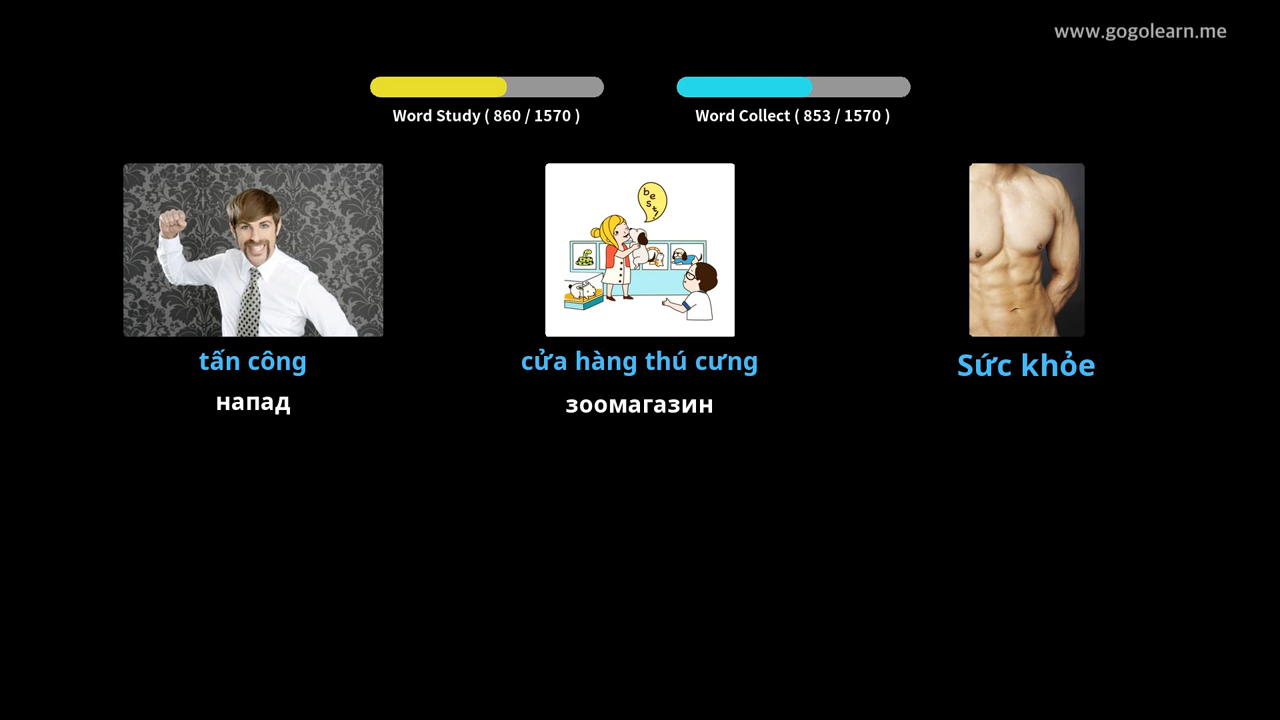 www.gogolearn.me
Word Study ( 860 / 1570 )
Word Collect ( 853 / 1570 )
best
tấn công
cửa hàng thú cưng
Sức khỏe
напад
зоомагазин